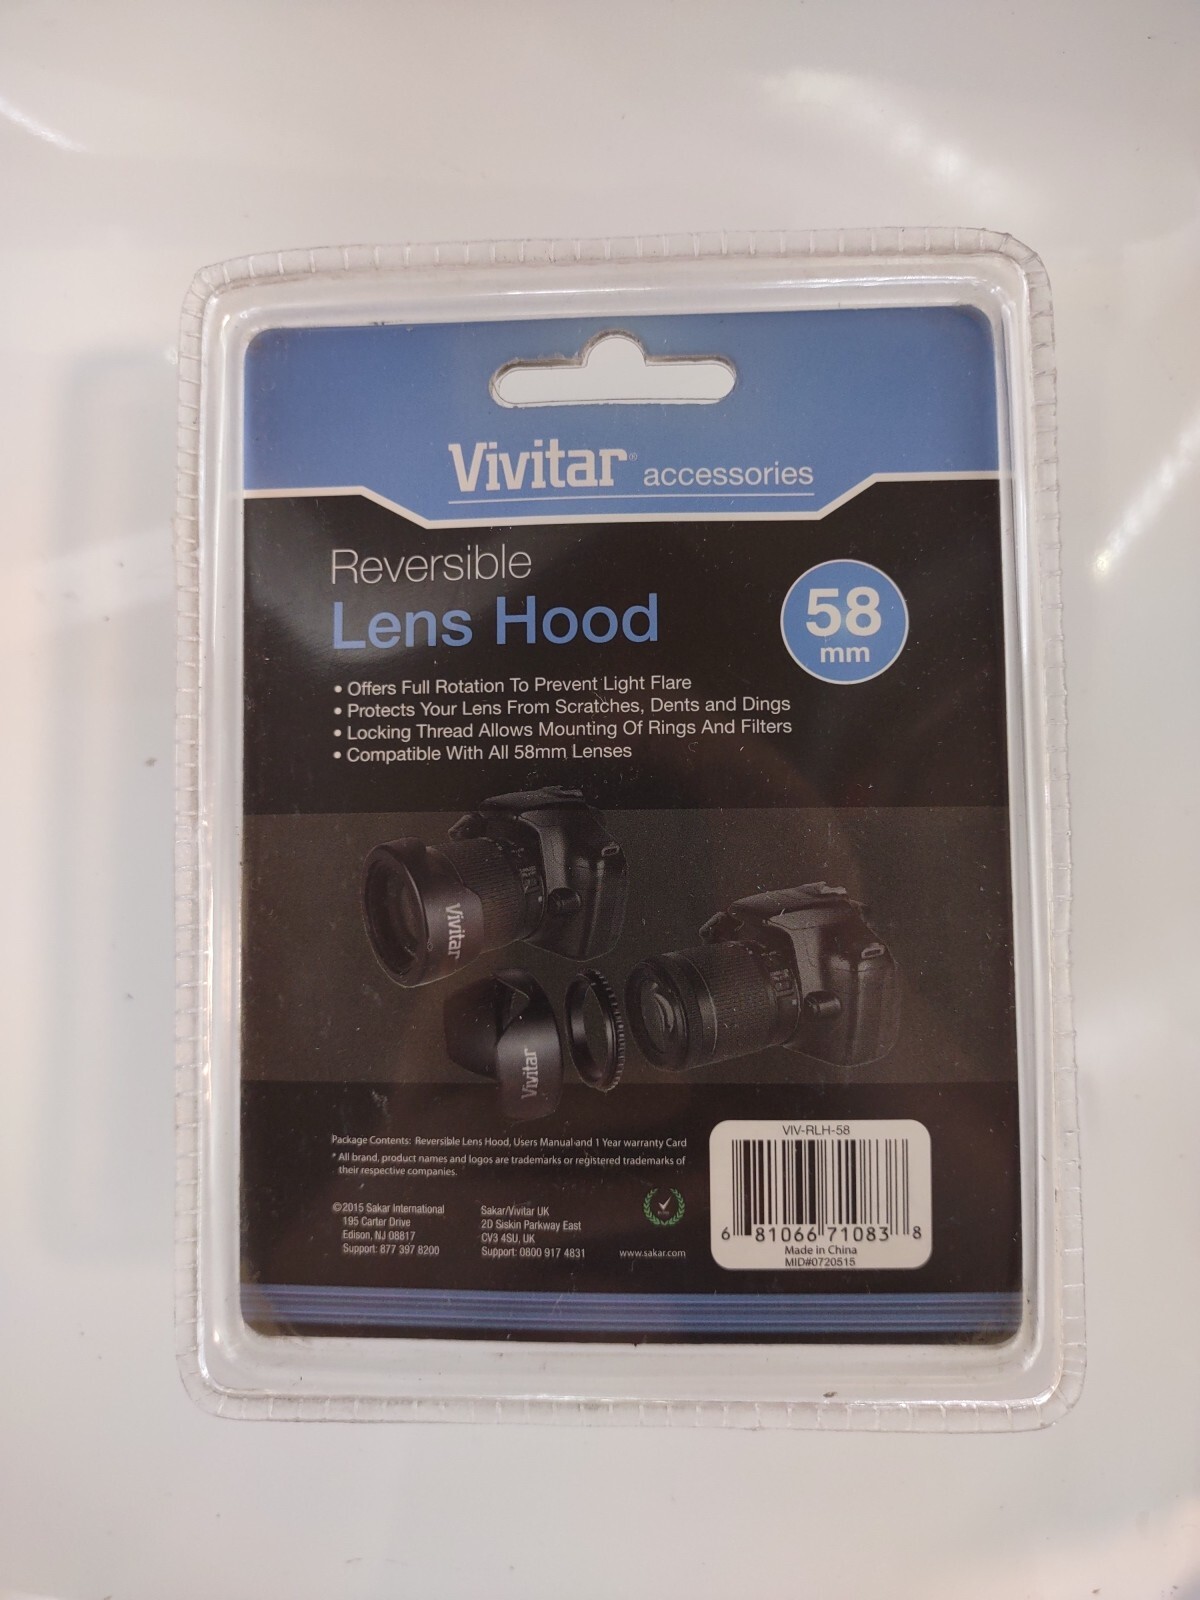 Vivitar® accessories
Reversible
Lens Hood
58
mm
• Offers Full Rotation To Prevent Light Flare
• Protects Your Lens From Scratches, Dents and Dings
• Locking Thread Allows Mounting Of Rings And Filters
• Compatible With All 58mm Lenses
Vivitar
Vivitar
Package Contents: Reversible Lens Hood, Users Manual and 1 Year warranty Card
* All brand, product names and logos are trademarks or registered trademarks of
their respective companies.
©2015 Sakar International
195 Carter Drive
Edison, NJ 08817
Support: 877 397 8200
Sakar/Vivitar UK
2D Siskin Parkway East
CV3 4SU, UK
Support: 0800 917 4831
www.sakar.com
VIV-RLH-58
6 81066 71083 8
Made in China
MID#0720515